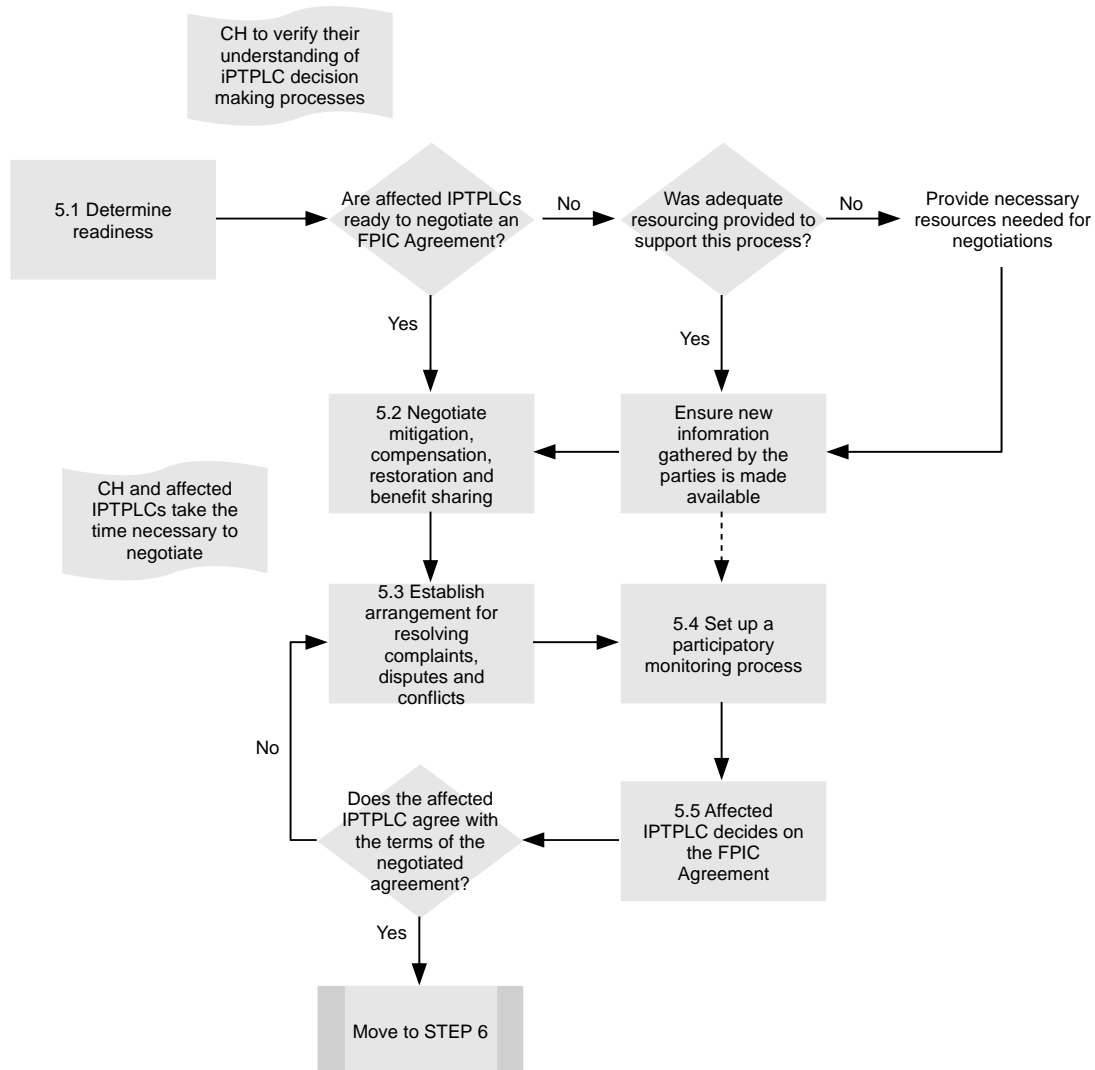 CH to verify their
understanding of
iPTPLC decision
making processes
5.1 Determine
readiness
Are affected IPTPLCs
ready to negotiate an
FPIC Agreement?
No
Was adequate
resourcing provided to
support this process?
No
Provide necessary
resources needed for
negotiations
Yes
Yes
5.2 Negotiate
mitigation,
compensation,
restoration and
benefit sharing
Ensure new
infomration
gathered by the
parties is made
available
CH and affected
IPTPLCs take the
time necessary to
negotiate
5.3 Establish
arrangement for
resolving
complaints,
disputes and
conflicts
5.4 Set up a
participatory
monitoring process
No
Does the affected
IPTPLC agree with
the terms of the
negotiated
agreement?
5.5 Affected
IPTPLC decides on
the FPIC
Agreement
Yes
Move to STEP 6